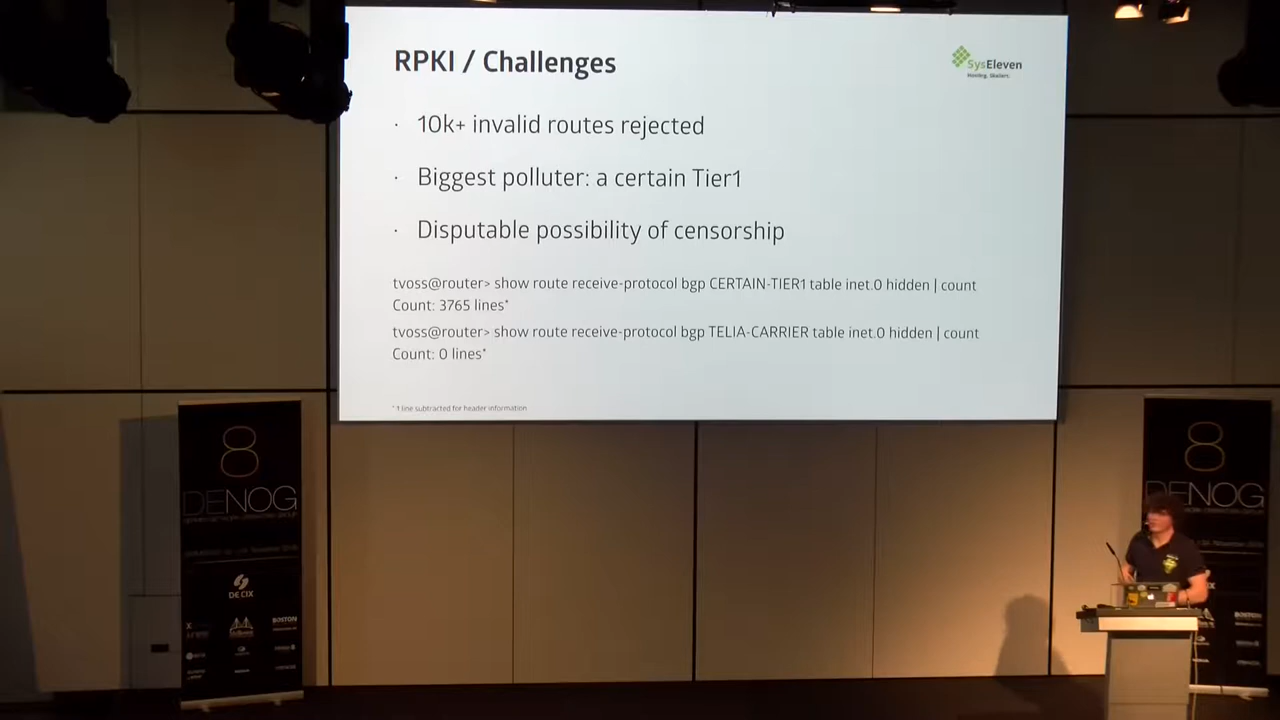 RPKI / Challenges
SysEleven
· 10k+ invalid routes rejected
· Biggest polluter: a certain Tier1
· Disputable possibility of censorship
tvoss@router> show route receive-protocol bgp CERTAIN-TIER1 table inet.0 hidden | count
Count: 3765 lines*
tvoss@router> show route receive-protocol bgp TELIA-CARRIER table inet.0 hidden | count
Count: 0 lines*
* 1 line subtracted for header information
8
DENOG
DE CIX
BOSTON
8
DENOG
BOSTON